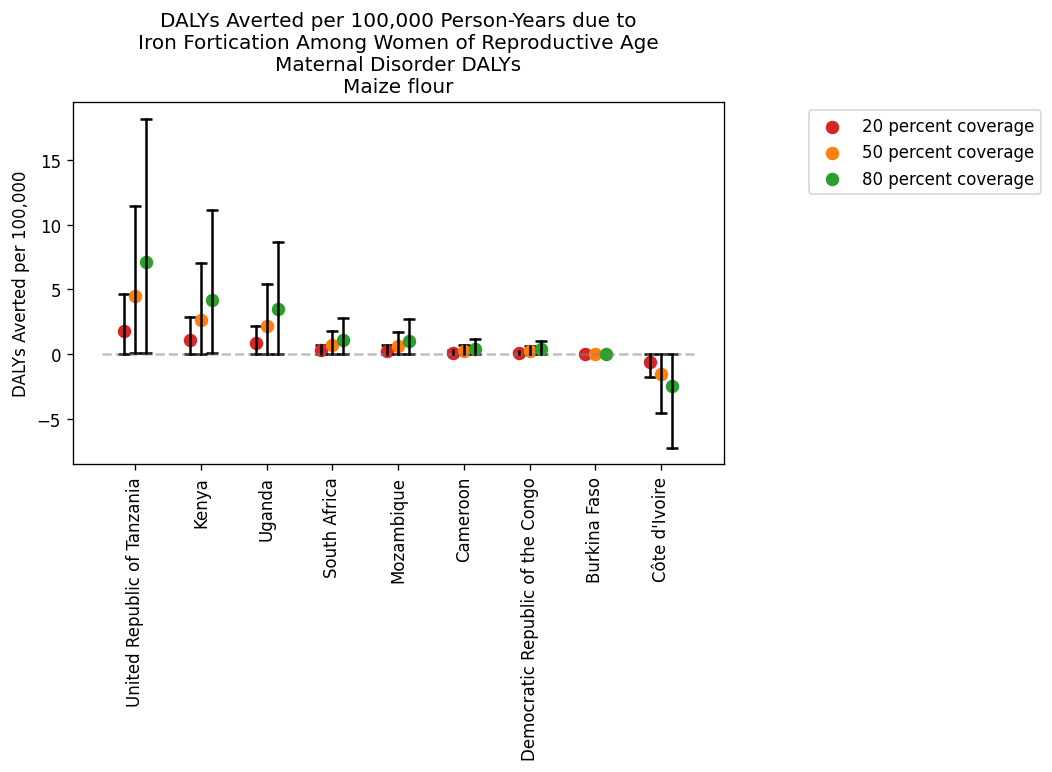 DALYs Averted per 100,000 Person-Years due to
Iron Fortication Among Women of Reproductive Age
Maternal Disorder DALYs
Maize flour
20 percent coverage
50 percent coverage
80 percent coverage
DALYs Averted per 100,000
15
10
5
0
−5
United Republic of Tanzania
Kenya
Uganda
South Africa
Mozambique
Cameroon
Democratic Republic of the Congo
Burkina Faso
Côte d'Ivoire